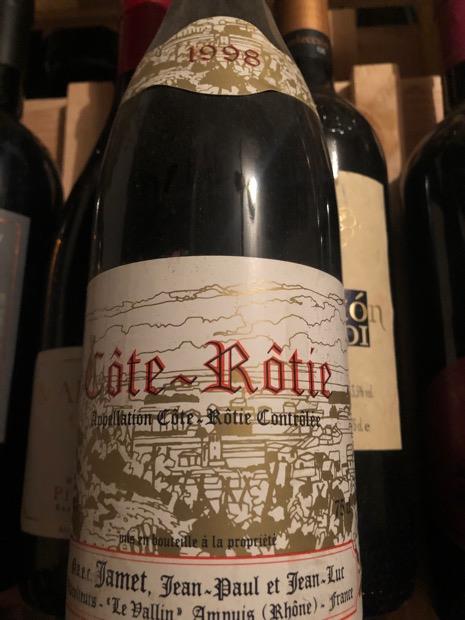 1998
Côte-Rôtie
Appellation Côte-Rôtie Contrôlée
mis en bouteille à la propriété
Jamet, Jean-Paul et Jean-Luc
"Le Vallin" Ampuis (Rhône) - France